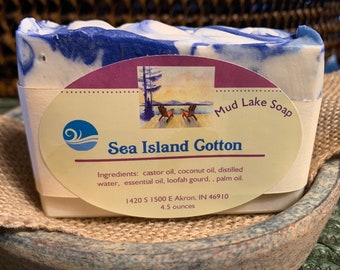 Mud Lake Soap
Sea Island Cotton
Ingredients: castor oil, coconut oil, distilled
water, essential oil, loofah gourd, . palm oil.
1420 S 1500 E Akron, IN 46910
4.5 ounces